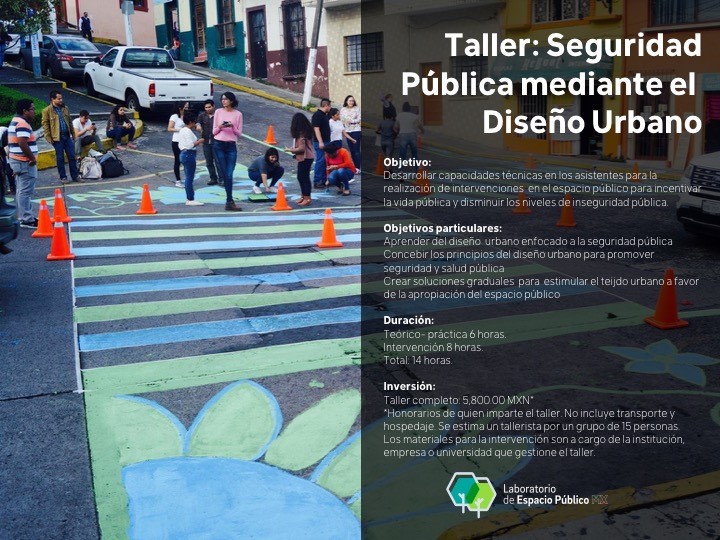 Taller: Seguridad
Pública mediante el
Diseño Urbano
Objetivo:
Desarrollar capacidades técnicas en los asistentes para la
realización de intervenciones en el espacio público para incentivar
la vida pública y disminuir los niveles de inseguridad pública.
Objetivos particulares:
Aprender del diseño urbano enfocado a la seguridad pública
Concebir los principios del diseño urbano para promover
seguridad y salud pública
Crear soluciones graduales para estimular el teijdo urbano a favor
de la apropiación del espacio público
Duración:
Teórico- práctica 6 horas.
Intervención 8 horas.
Total: 14 horas.
Inversión:
Taller completo: 5,800.00 MXN*
*Honorarios de quien imparte el taller. No incluye transporte y
hospedaje. Se estima un tallerista por un grupo de 15 personas.
Los materiales para la intervención son a cargo de la institución,
empresa o universidad que gestione el taller.
Laboratorio
de Espacio Público MX